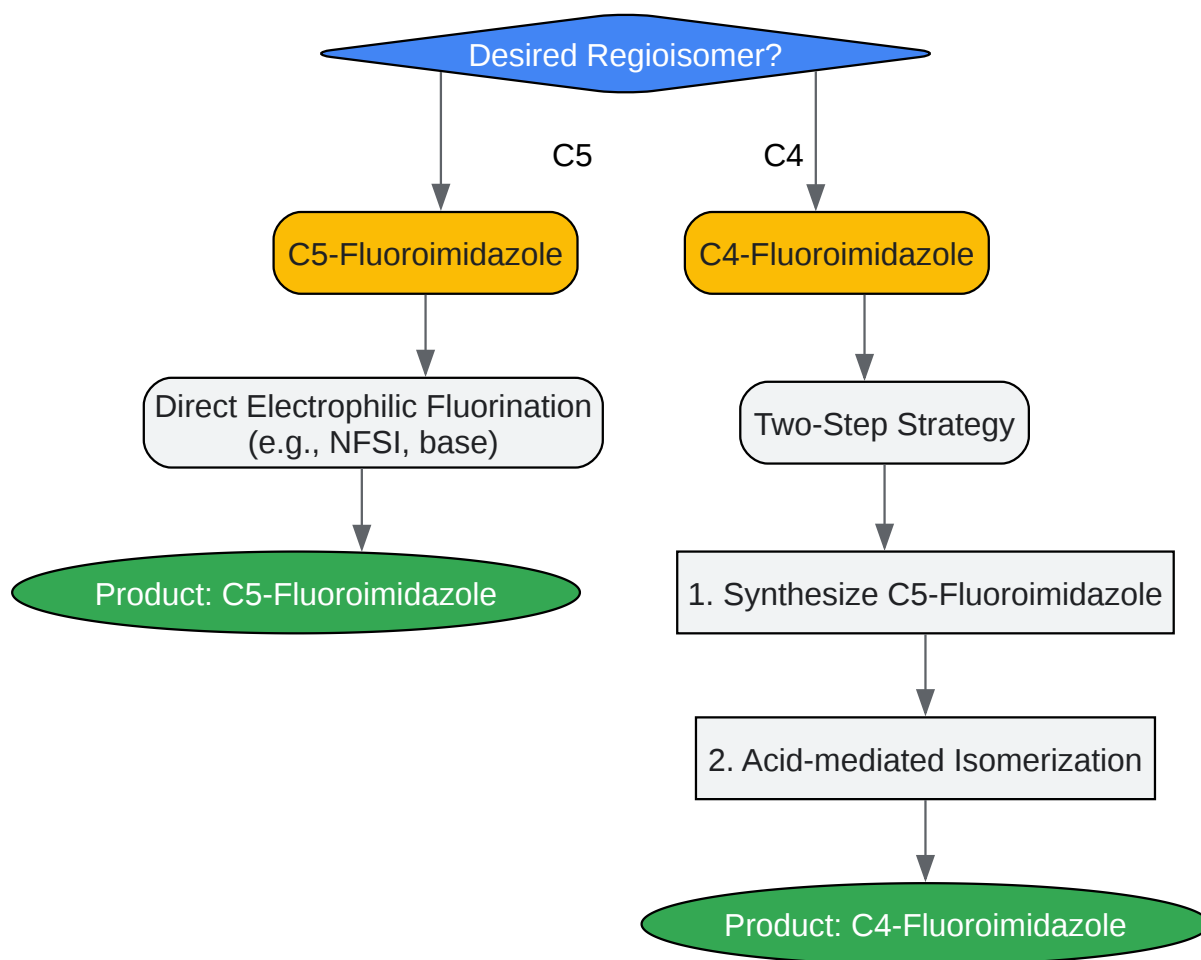 Desired Regioisomer?
C5
C4
C5-Fluoroimidazole
C4-Fluoroimidazole
Direct Electrophilic Fluorination
(e.g., NFSI, base)
Two-Step Strategy
Product: C5-Fluoroimidazole
1. Synthesize C5-Fluoroimidazole
2. Acid-mediated Isomerization
Product: C4-Fluoroimidazole